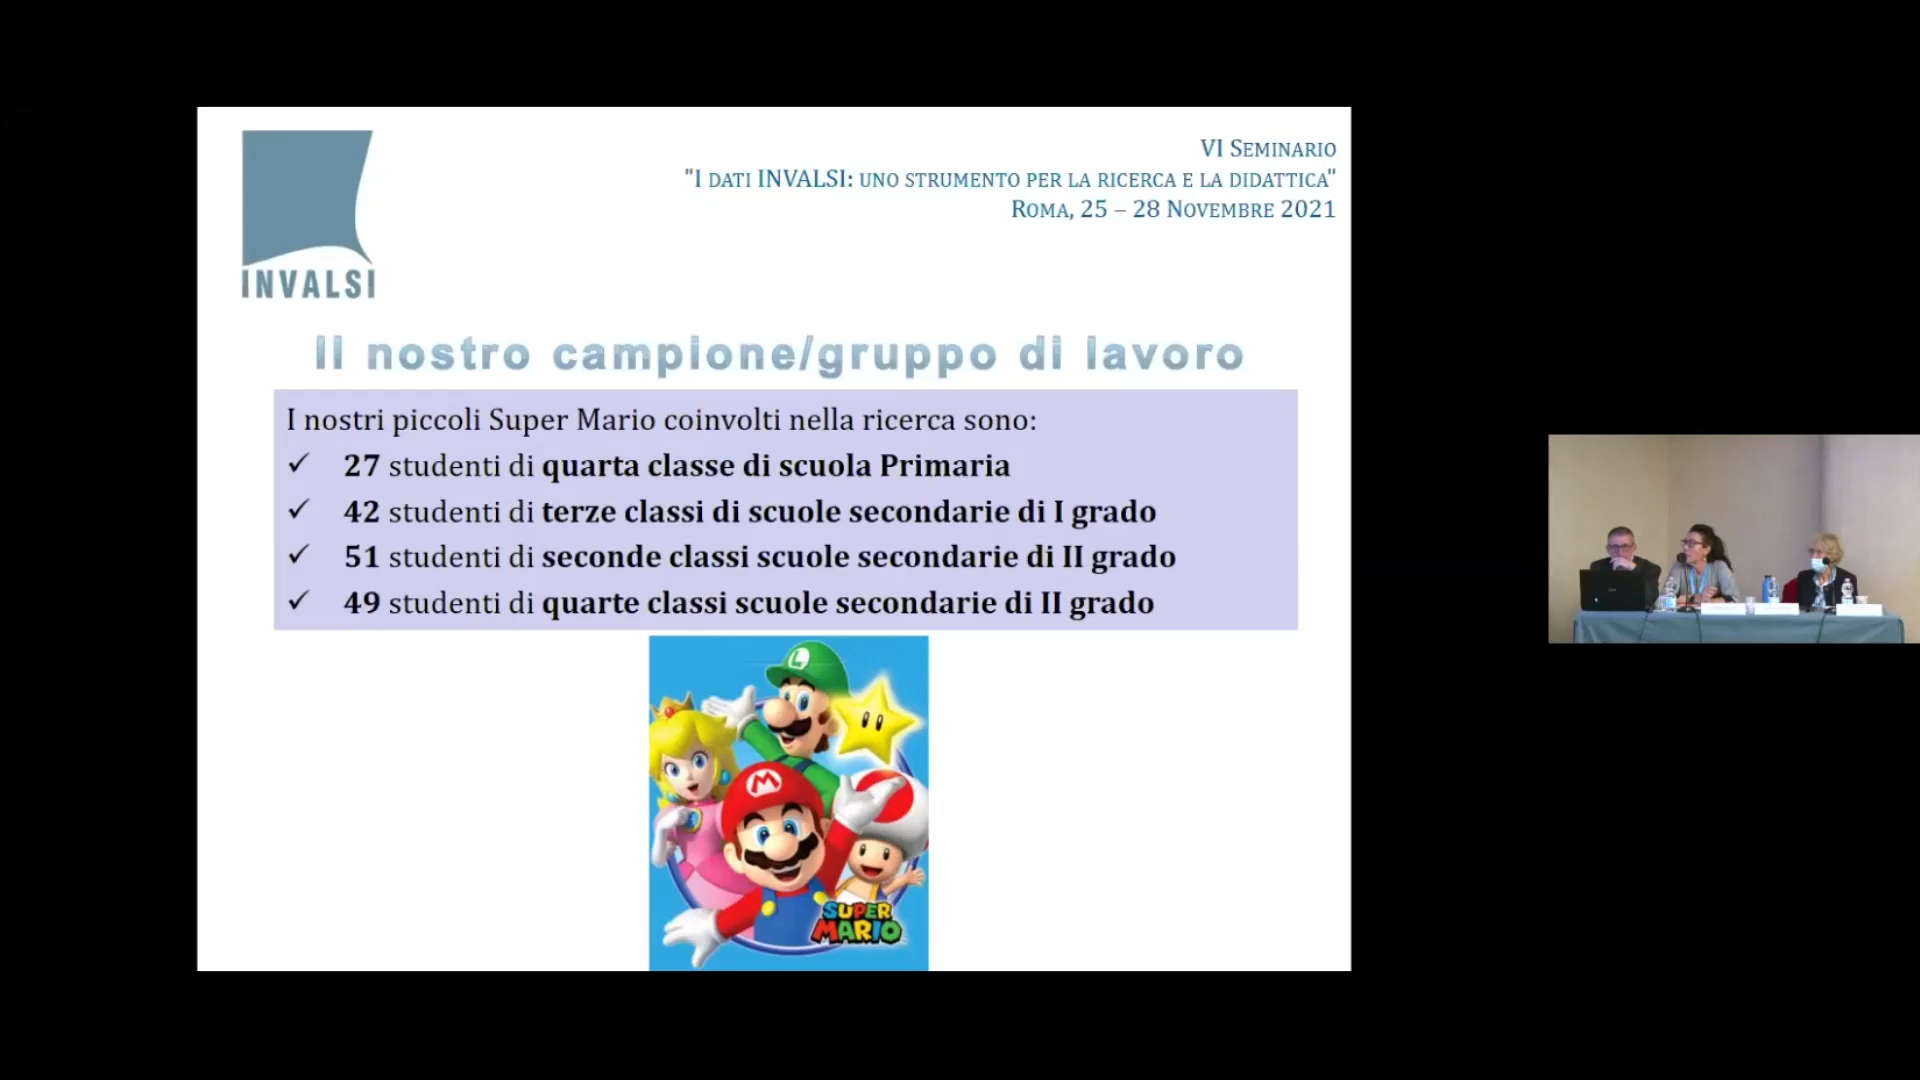 INVALSI
VI SEMINARIO
"I DATI INVALSI: UNO STRUMENTO PER LA RICERCA E LA DIDATTICA"
ROMA, 25 – 28 NOVEMBRE 2021
Il nostro campione/gruppo di lavoro
I nostri piccoli Super Mario coinvolti nella ricerca sono:
✓ 27 studenti di quarta classe di scuola Primaria
✓ 42 studenti di terze classi di scuole secondarie di I grado
✓ 51 studenti di seconde classi scuole secondarie di II grado
✓ 49 studenti di quarte classi scuole secondarie di II grado
L
M
SUPER
MARIO